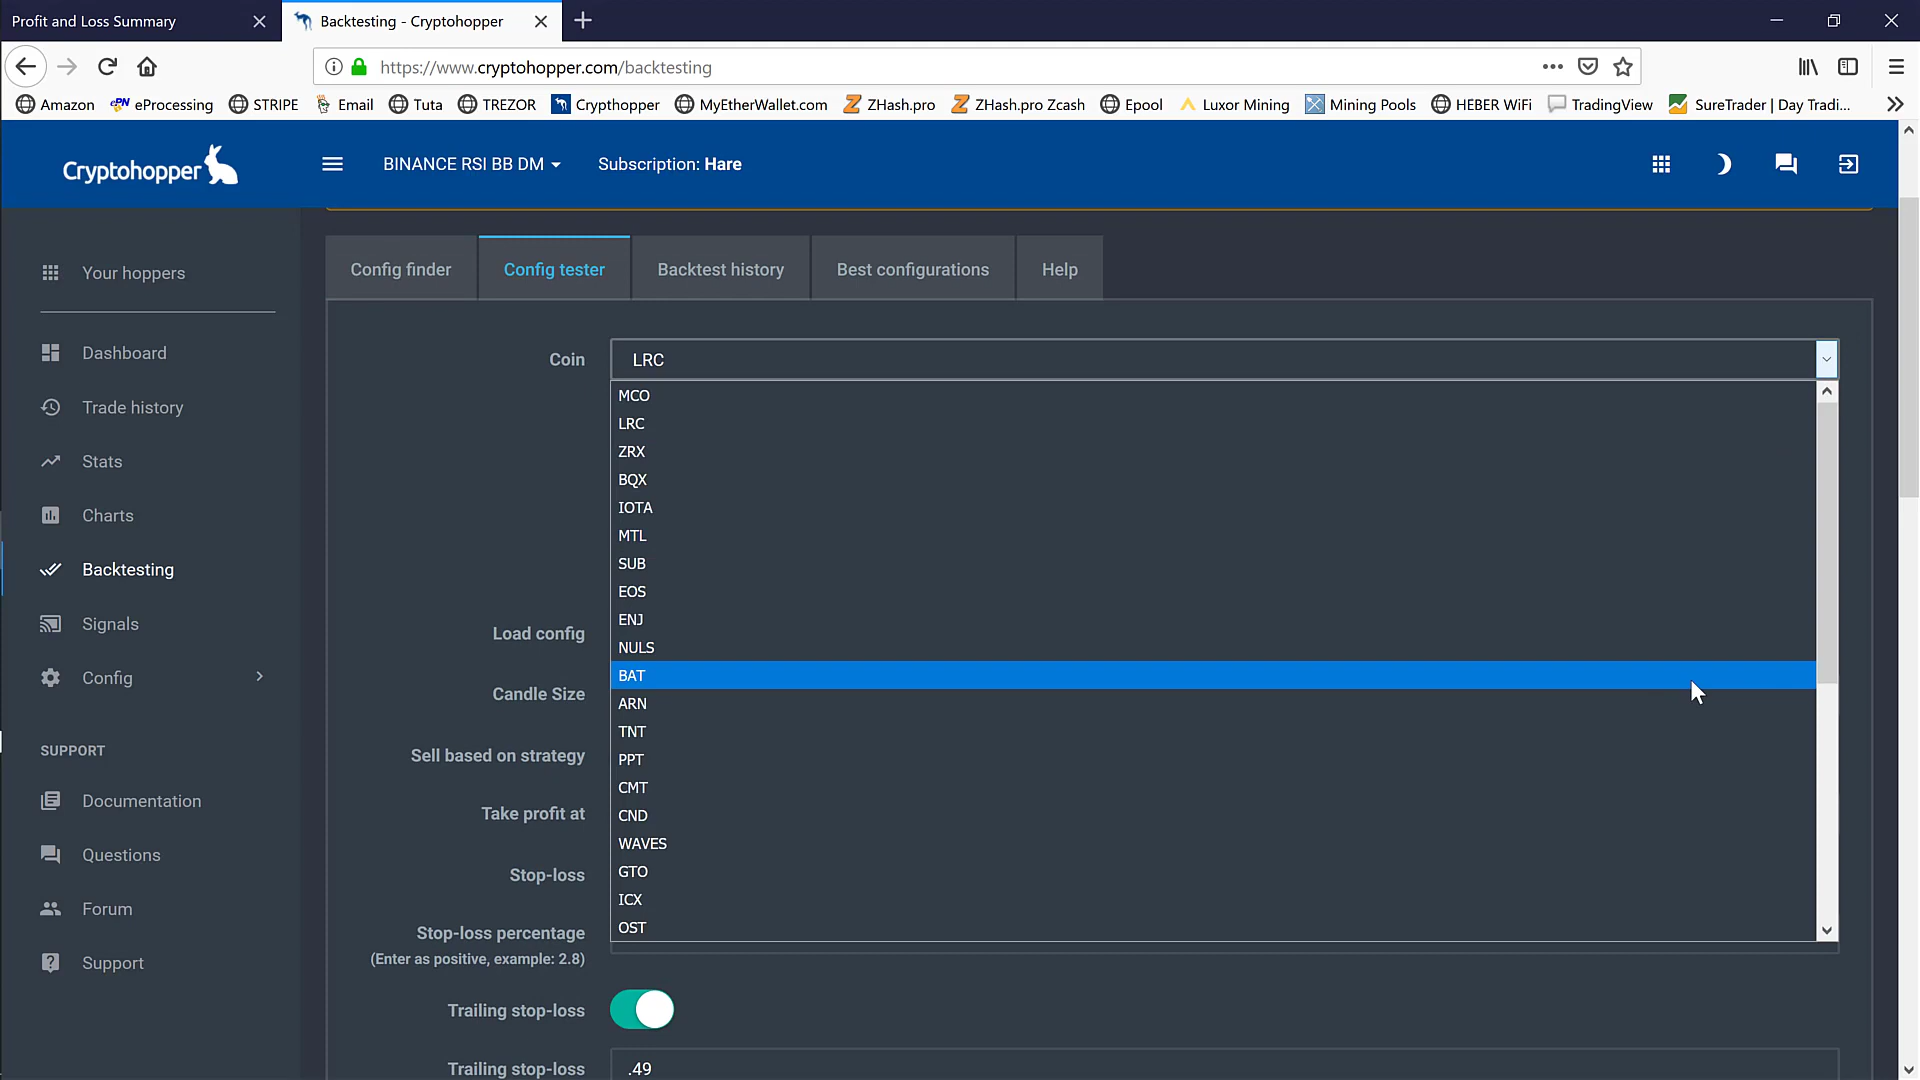 Profit and Loss Summary
Backtesting - Cryptohopper
https://www.cryptohopper.com/backtesting
Amazon
ePN eProcessing
STRIPE
Email
Tuta
TREZOR
Crypthopper
MyEtherWallet.com
ZHash.pro
ZHash.pro Zcash
Epool
Luxor Mining
Mining Pools
HEBER WiFi
TradingView
SureTrader | Day Tradi...
Cryptohopper
BINANCE RSI BB DM
Subscription: Hare
Your hoppers
Dashboard
Trade history
Stats
Charts
Backtesting
Signals
Config
SUPPORT
Documentation
Questions
Forum
Support
Config finder
Config tester
Backtest history
Best configurations
Help
Coin
LRC
MCO
LRC
ZRX
BQX
IOTA
MTL
SUB
EOS
ENJ
NULS
BAT
ARN
TNT
PPT
CMT
CND
WAVES
GTO
ICX
OST
Load config
Candle Size
Sell based on strategy
Take profit at
Stop-loss
Stop-loss percentage
(Enter as positive, example: 2.8)
Trailing stop-loss
Trailing stop-loss
.49